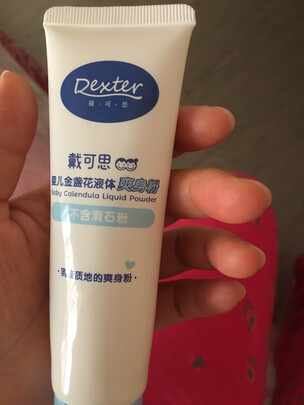 Dexter
戴·可·思
戴可思
婴儿金盏花液体 爽身粉
Baby Calendula Liquid Powder
不含滑石粉
乳液质地的爽身粉